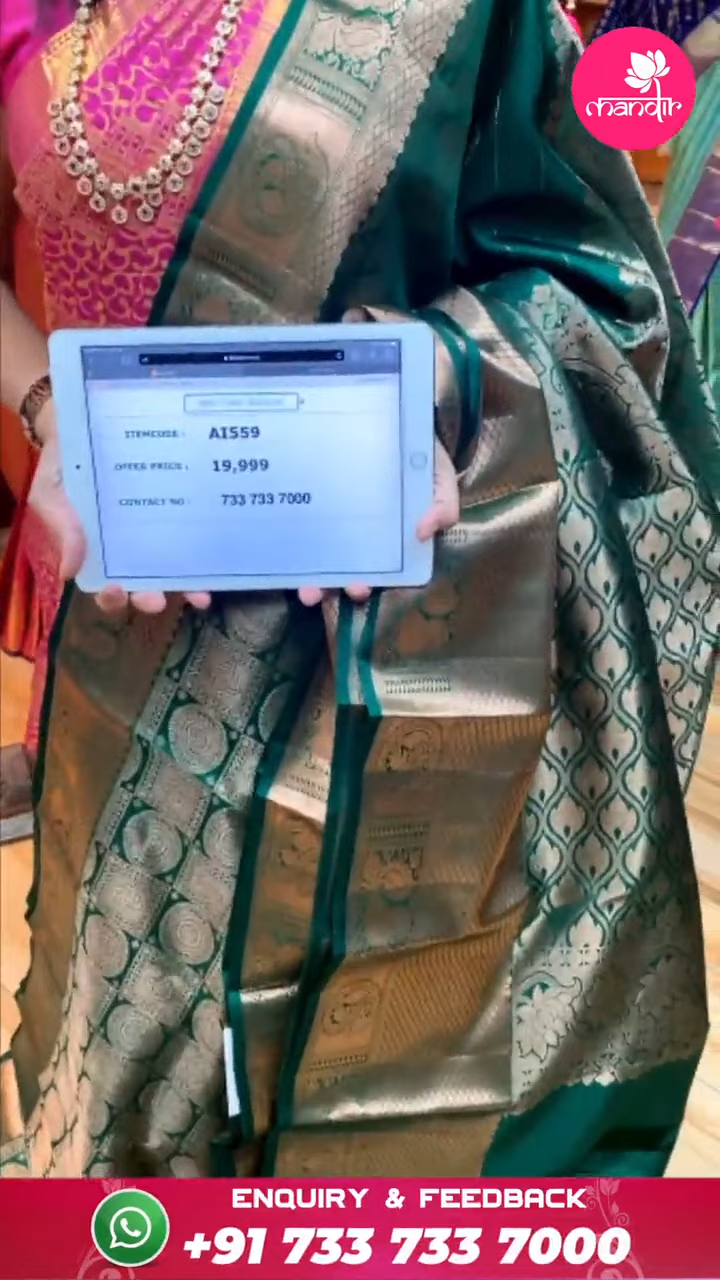 mandir
ITEMCODE : AI559
OFFER PRICE : 19,999
CONTACT NO : 733 733 7000
ENQUIRY & FEEDBACK
+91 733 733 7000